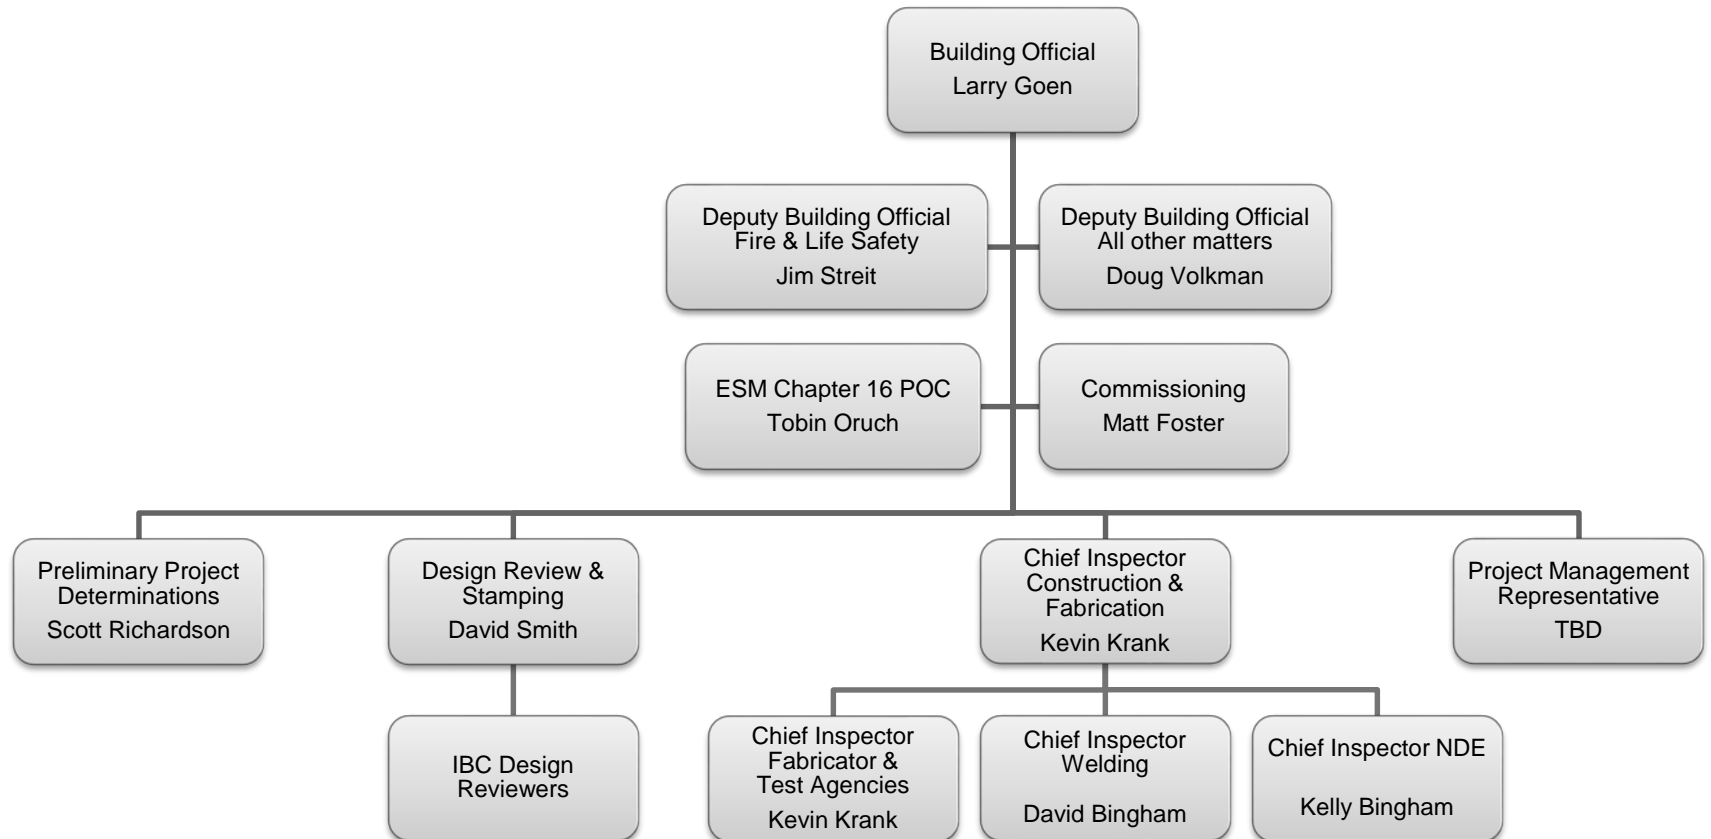 Building Official
Larry Goen
Deputy Building Official
Fire & Life Safety
Jim Streit
Deputy Building Official
All other matters
Doug Volkman
ESM Chapter 16 POC
Tobin Oruch
Commissioning
Matt Foster
Preliminary Project
Determinations
Scott Richardson
Design Review &
Stamping
David Smith
Chief Inspector
Construction &
Fabrication
Kevin Krank
Project Management
Representative
TBD
IBC Design
Reviewers
Chief Inspector
Fabricator &
Test Agencies
Kevin Krank
Chief Inspector
Welding
David Bingham
Chief Inspector NDE
Kelly Bingham